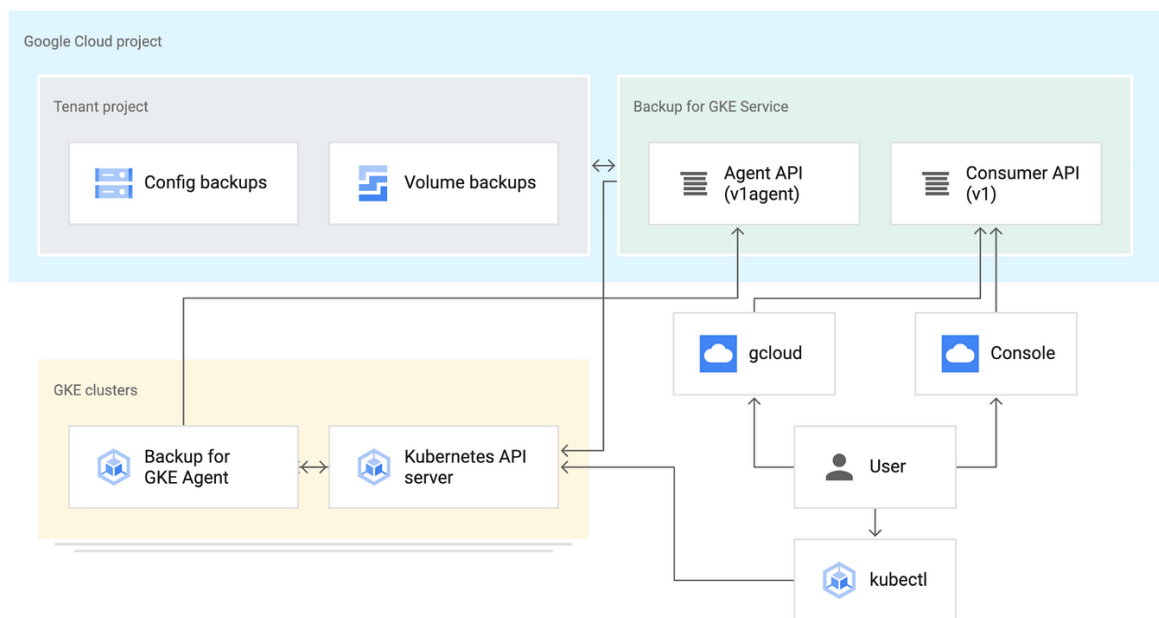 Google Cloud project
Tenant project
Config backups
Volume backups
Backup for GKE Service
Agent API
(v1agent)
Consumer API
(v1)
gcloud
Console
GKE clusters
Backup for
GKE Agent
Kubernetes API
server
User
kubectl